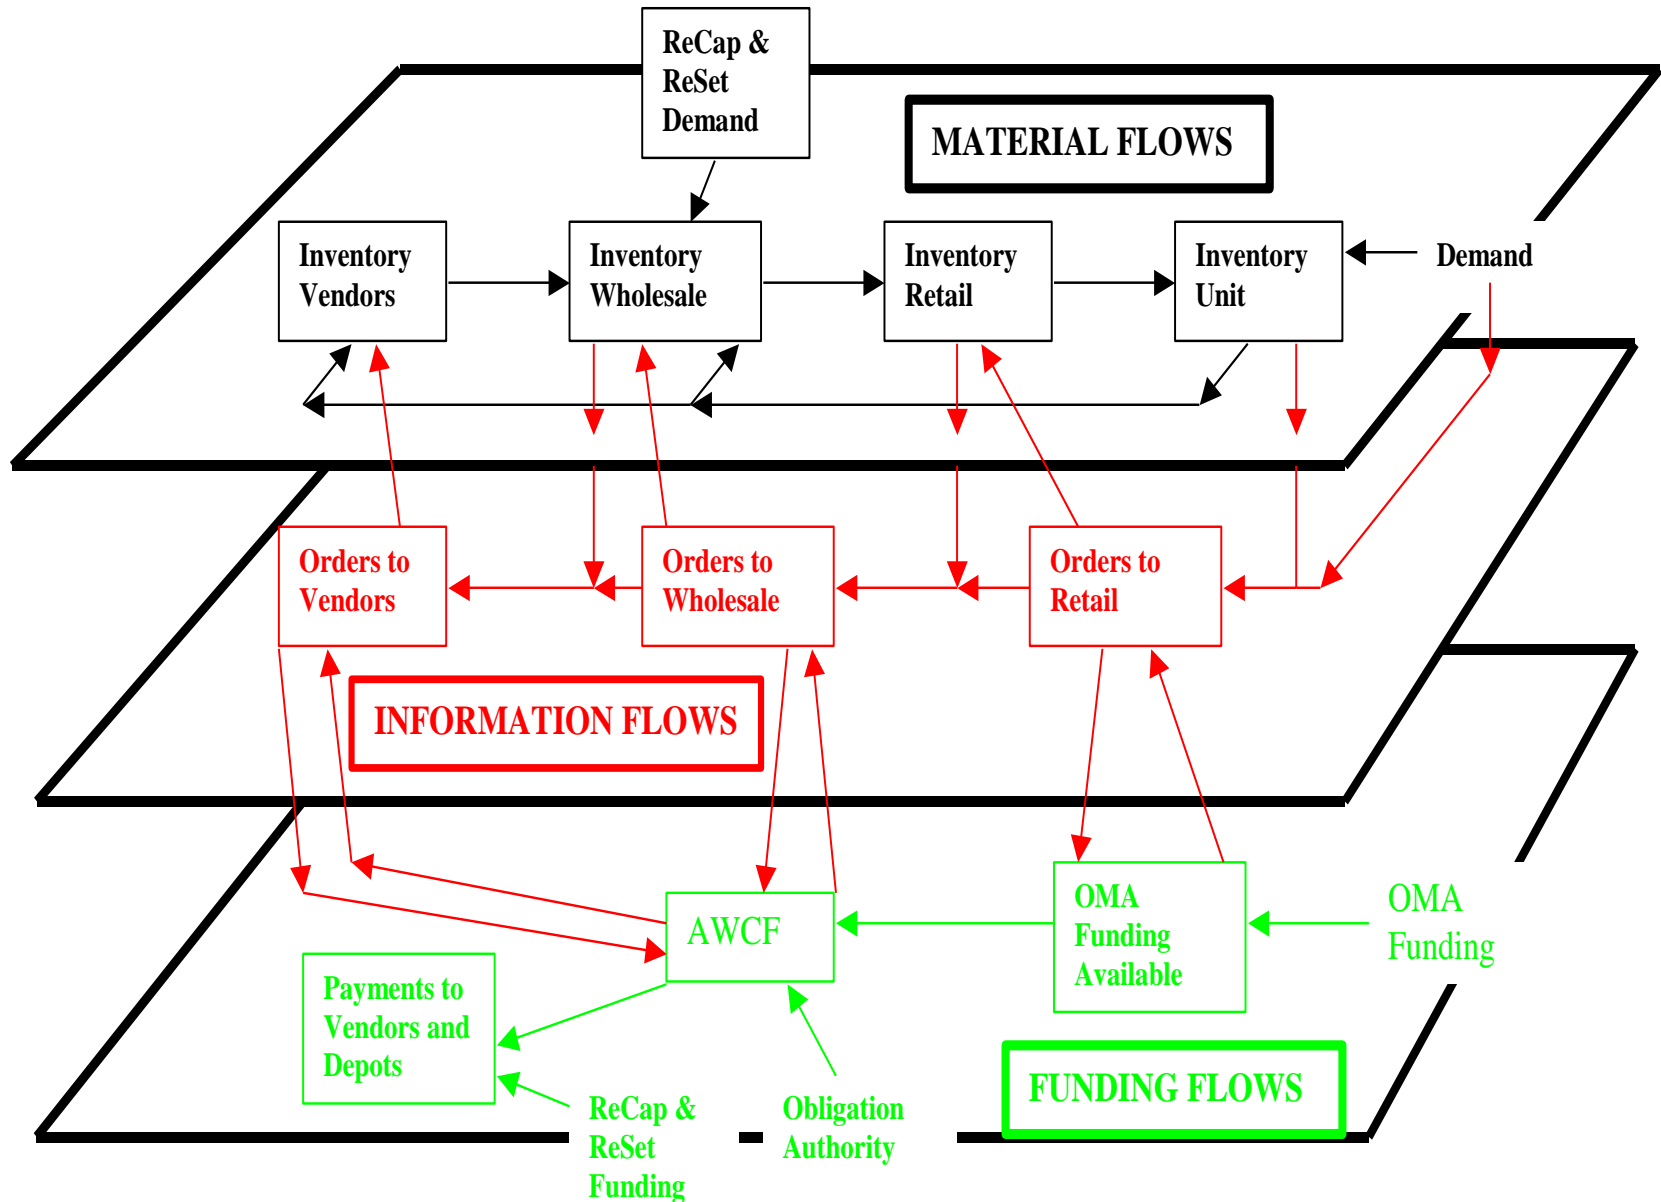 ReCap &
ReSet
Demand
MATERIAL FLOWS
Inventory
Vendors
Inventory
Wholesale
Inventory
Retail
Inventory
Unit
Demand
Orders to
Vendors
Orders to
Wholesale
Orders to
Retail
INFORMATION FLOWS
AWCF
OMA
Funding
Available
OMA
Funding
Payments to
Vendors and
Depots
FUNDING FLOWS
ReCap &
ReSet
Funding
Obligation
Authority